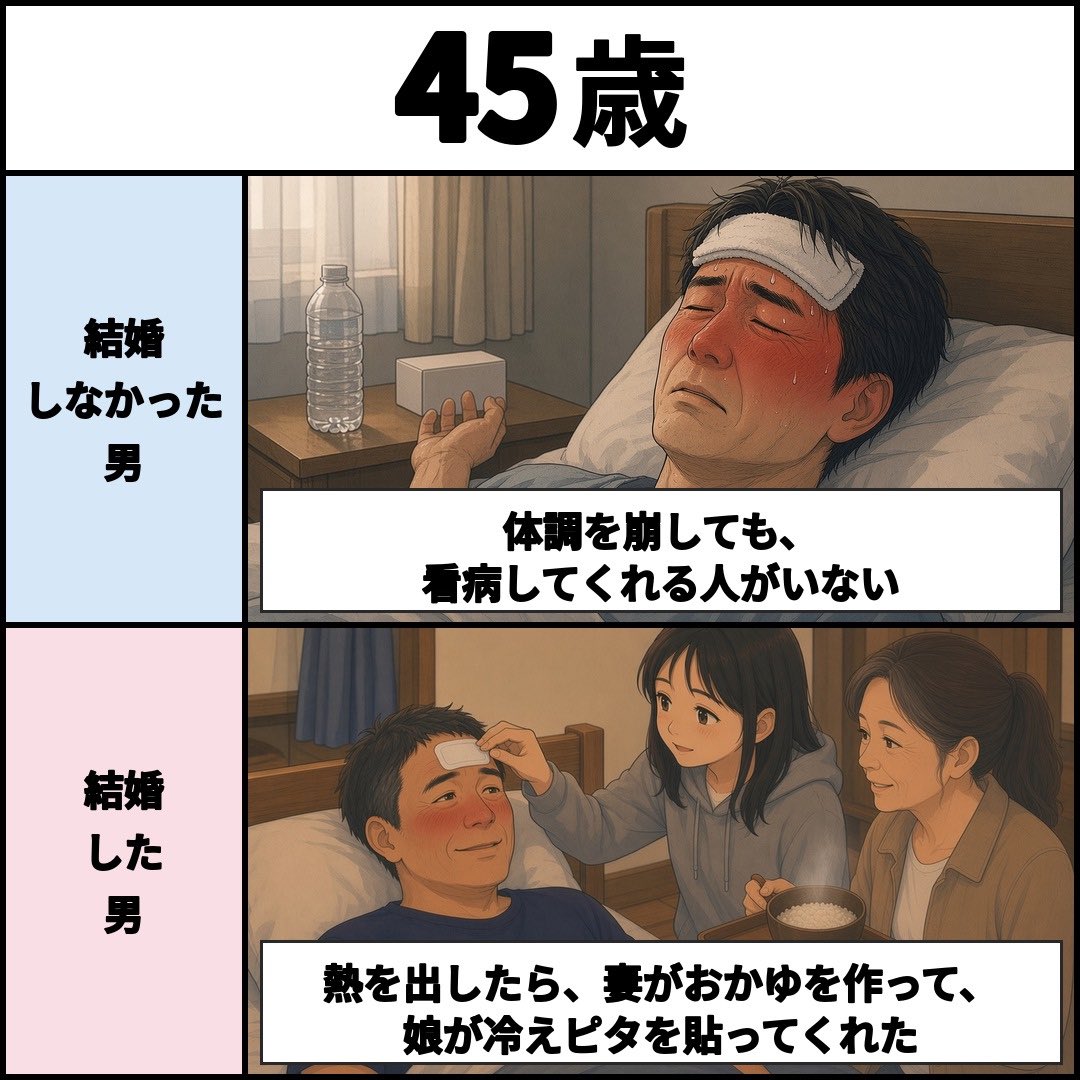 45歳
結婚
しなかった
男
体調を崩しても、
看病してくれる人がいない
結婚
した
男
熱を出したら、妻がおかゆを作って、
娘が冷えピタを貼ってくれた